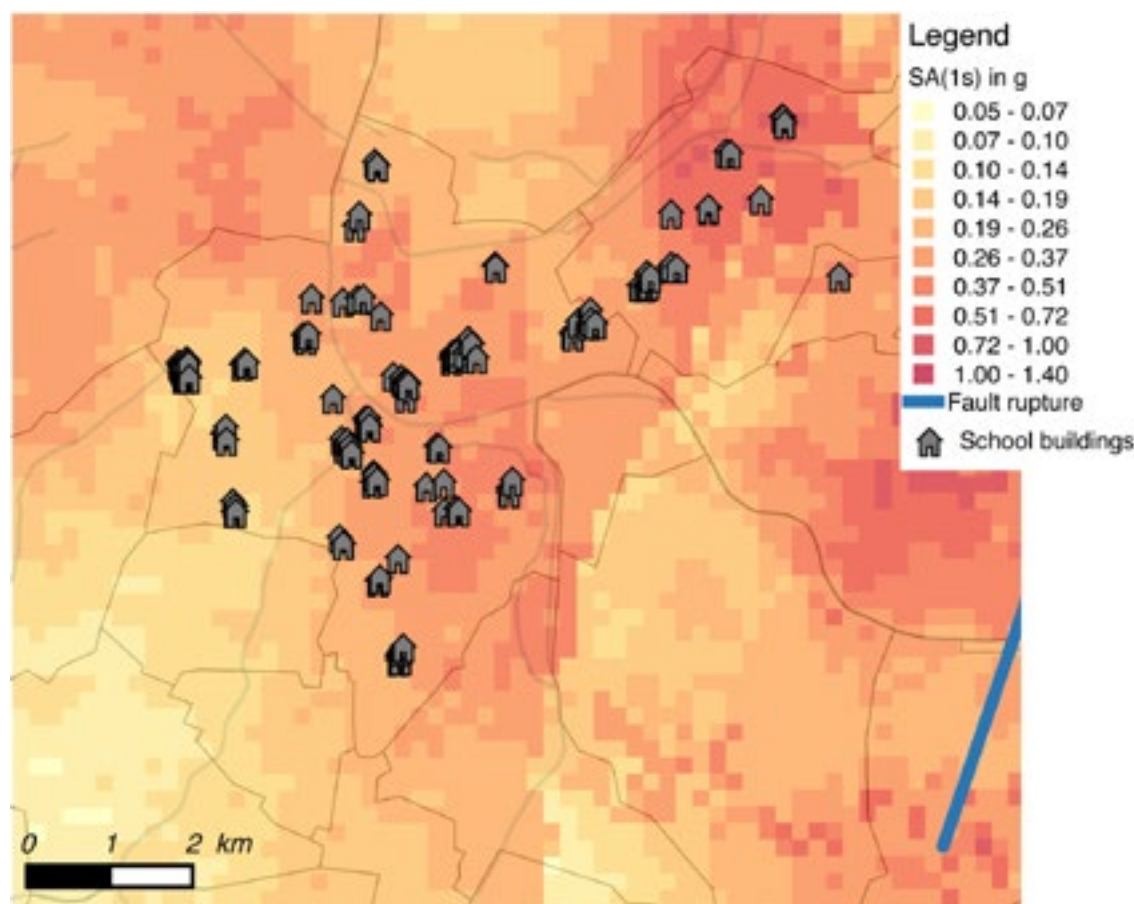 Legend
SA(1s) in g
0.05 - 0.07
0.07 - 0.10
0.10 - 0.14
0.14 - 0.19
0.19 - 0.26
0.26 - 0.37
0.37 - 0.51
0.51 - 0.72
0.72 - 1.00
1.00 - 1.40
Fault rupture
School buildings
0 1 2 km